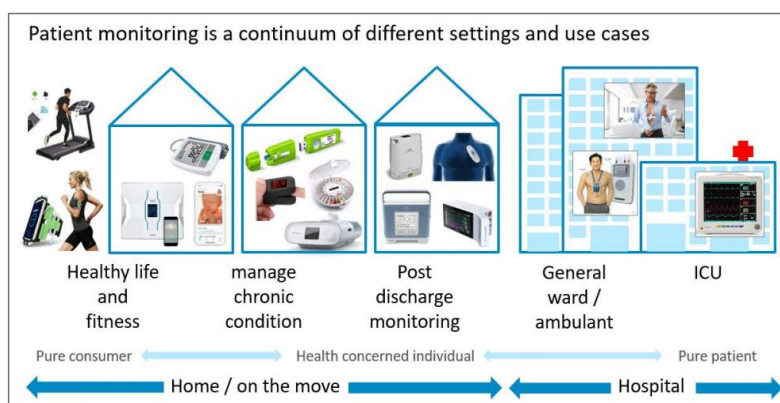 Patient monitoring is a continuum of different settings and use cases
Healthy life
and
fitness
manage
chronic
condition
Post
discharge
monitoring
General
ward /
ambulant
ICU
Pure consumer
Health concerned individual
Pure patient
Home / on the move
Hospital